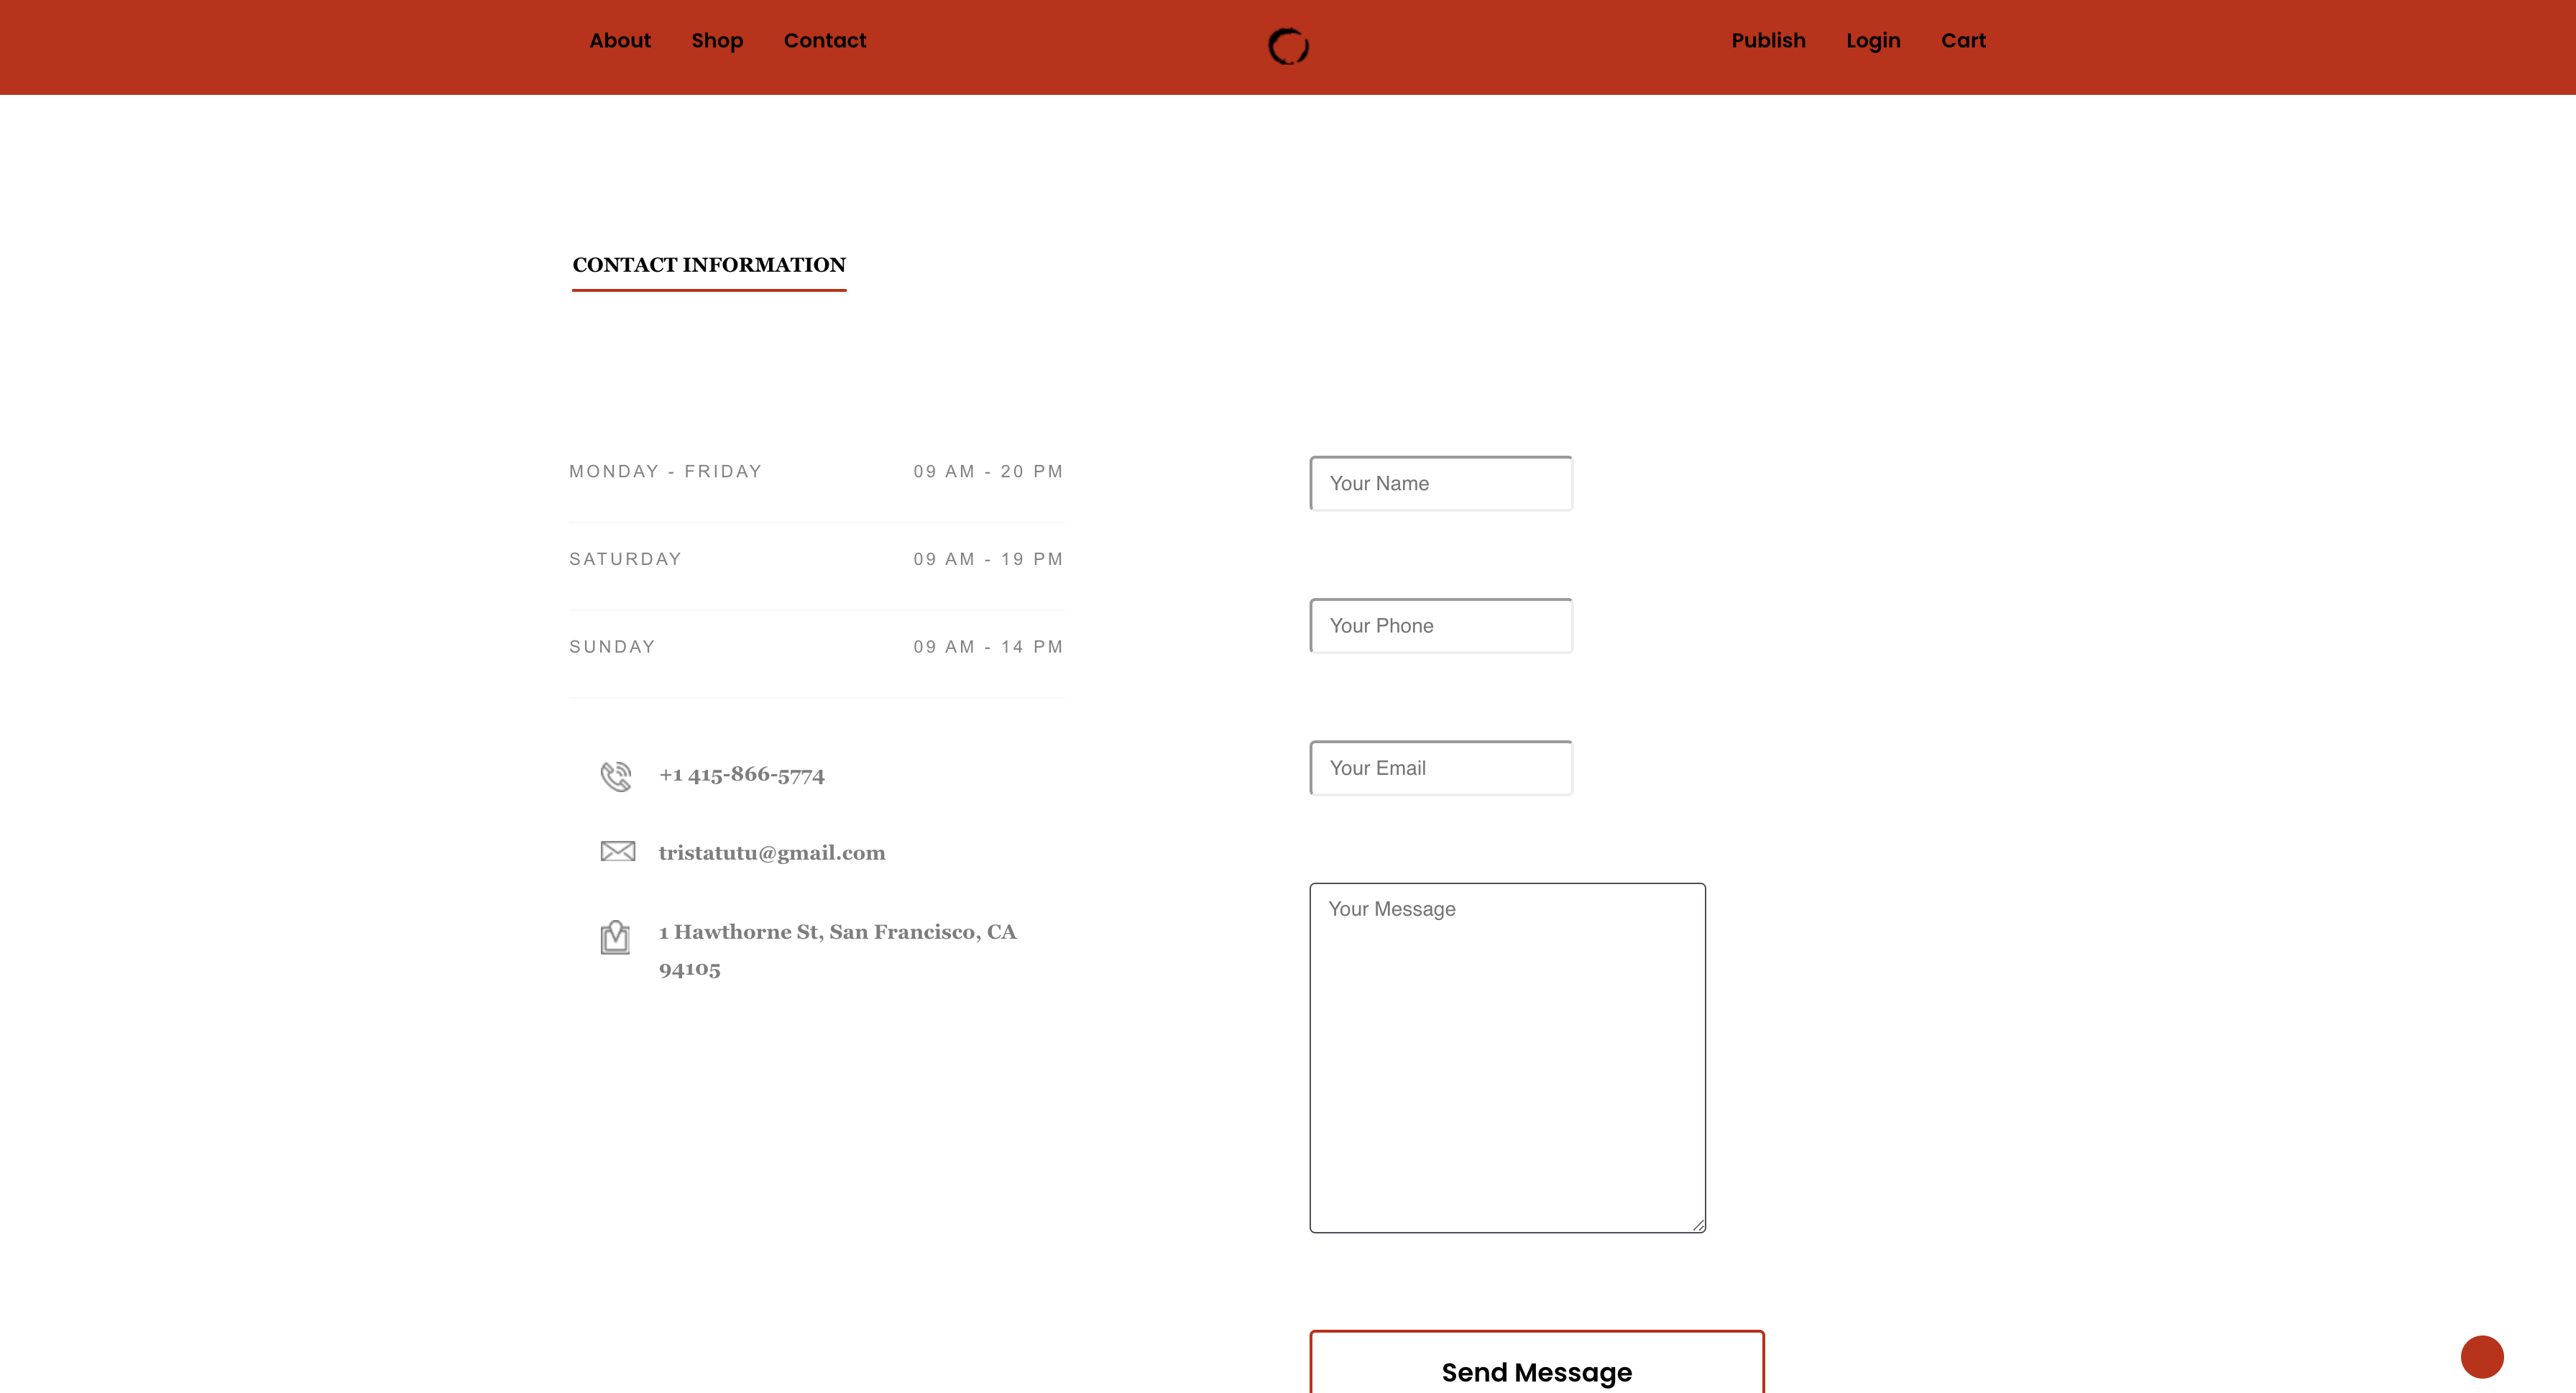 About Shop Contact Publish Login Cart
CONTACT INFORMATION
MONDAY - FRIDAY 09 AM - 20 PM
SATURDAY 09 AM - 19 PM
SUNDAY 09 AM - 14 PM
+1 415-866-5774
tristatutu@gmail.com
1 Hawthorne St, San Francisco, CA
94105
Your Name
Your Phone
Your Email
Your Message
Send Message